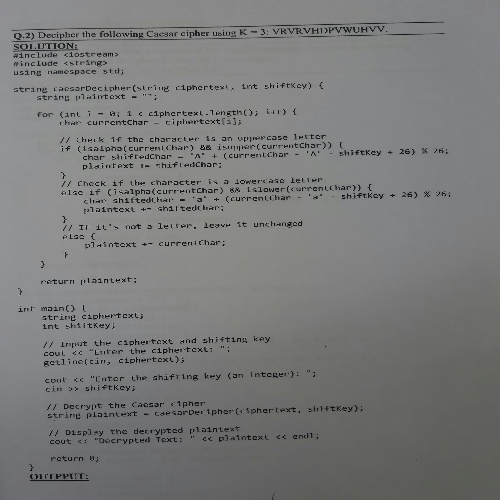 Q.2) Decipher the following Caesar cipher using K = 3: VRVRVHDPVWUHVV.
SOLUTION:
#include <iostream>
#include <string>
using namespace std;
string caesarDecipher(string ciphertext, int shiftKey) {
string plaintext = "";
for (int i = 0; i < ciphertext.length(); i++) {
char currentChar = ciphertext[i];
// Check if the character is an uppercase letter
if (isalpha(currentChar) && isupper(currentChar)) {
char shiftedChar = 'A' + (currentChar - 'A' - shiftKey + 26) % 26;
plaintext += shiftedChar;
}
// Check if the character is a lowercase letter
else if (isalpha(currentChar) && islower(currentChar)) {
char shiftedChar = 'a' + (currentChar - 'a' - shiftKey + 26) % 26;
plaintext += shiftedChar;
}
// If it's not a letter, leave it unchanged
else {
plaintext += currentChar;
}
}
return plaintext;
}
int main() {
string ciphertext;
int shiftKey;
// Input the ciphertext and shifting key
cout << "Enter the ciphertext: ";
getline(cin, ciphertext);
cout << "Enter the shifting key (an integer): ";
cin >> shiftKey;
// Decrypt the Caesar cipher
string plaintext = caesarDecipher(ciphertext, shiftKey);
// Display the decrypted plaintext
cout << "Decrypted Text: " << plaintext << endl;
return 0;
}
OUTPPUT: